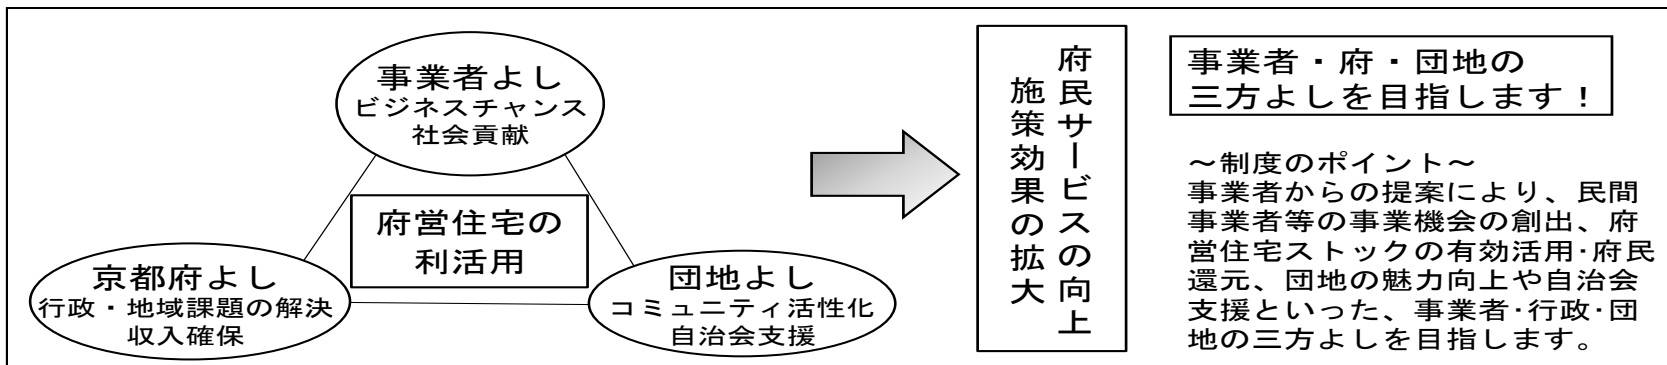 事業者よし
ビジネスチャンス
社会貢献
府営住宅の
利活用
京都府よし
行政・地域課題の解決
収入確保
団地よし
コミュニティ活性化
自治会支援
府民サービスの向上
施策効果の拡大
事業者・府・団地の
三方よしを目指します！
～制度のポイント～
事業者からの提案により、民間
事業者等の事業機会の創出、府
営住宅ストックの有効活用･府民
還元、団地の魅力向上や自治会
支援といった、事業者･行政･団
地の三方よしを目指します。